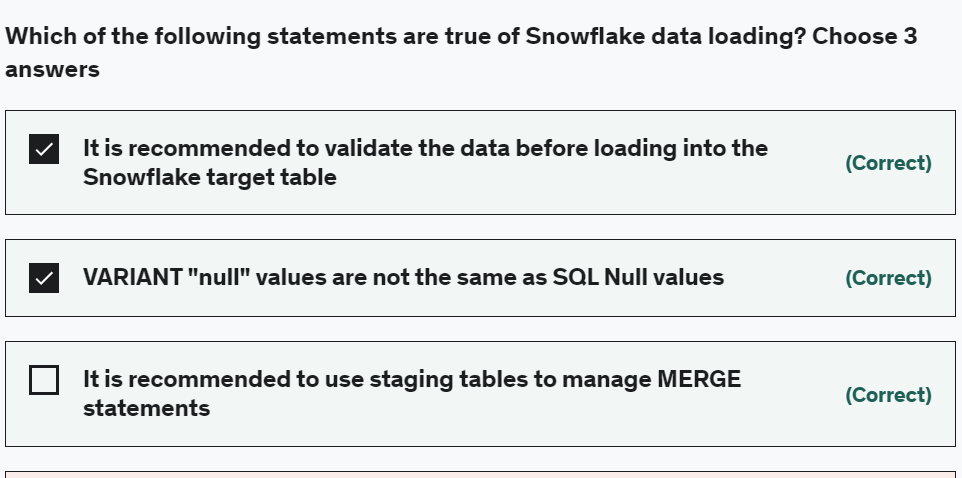 Which of the following statements are true of Snowflake data loading? Choose 3
answers
It is recommended to validate the data before loading into the
Snowflake target table
(Correct)
VARIANT "null" values are not the same as SQL Null values
(Correct)
It is recommended to use staging tables to manage MERGE
statements
(Correct)